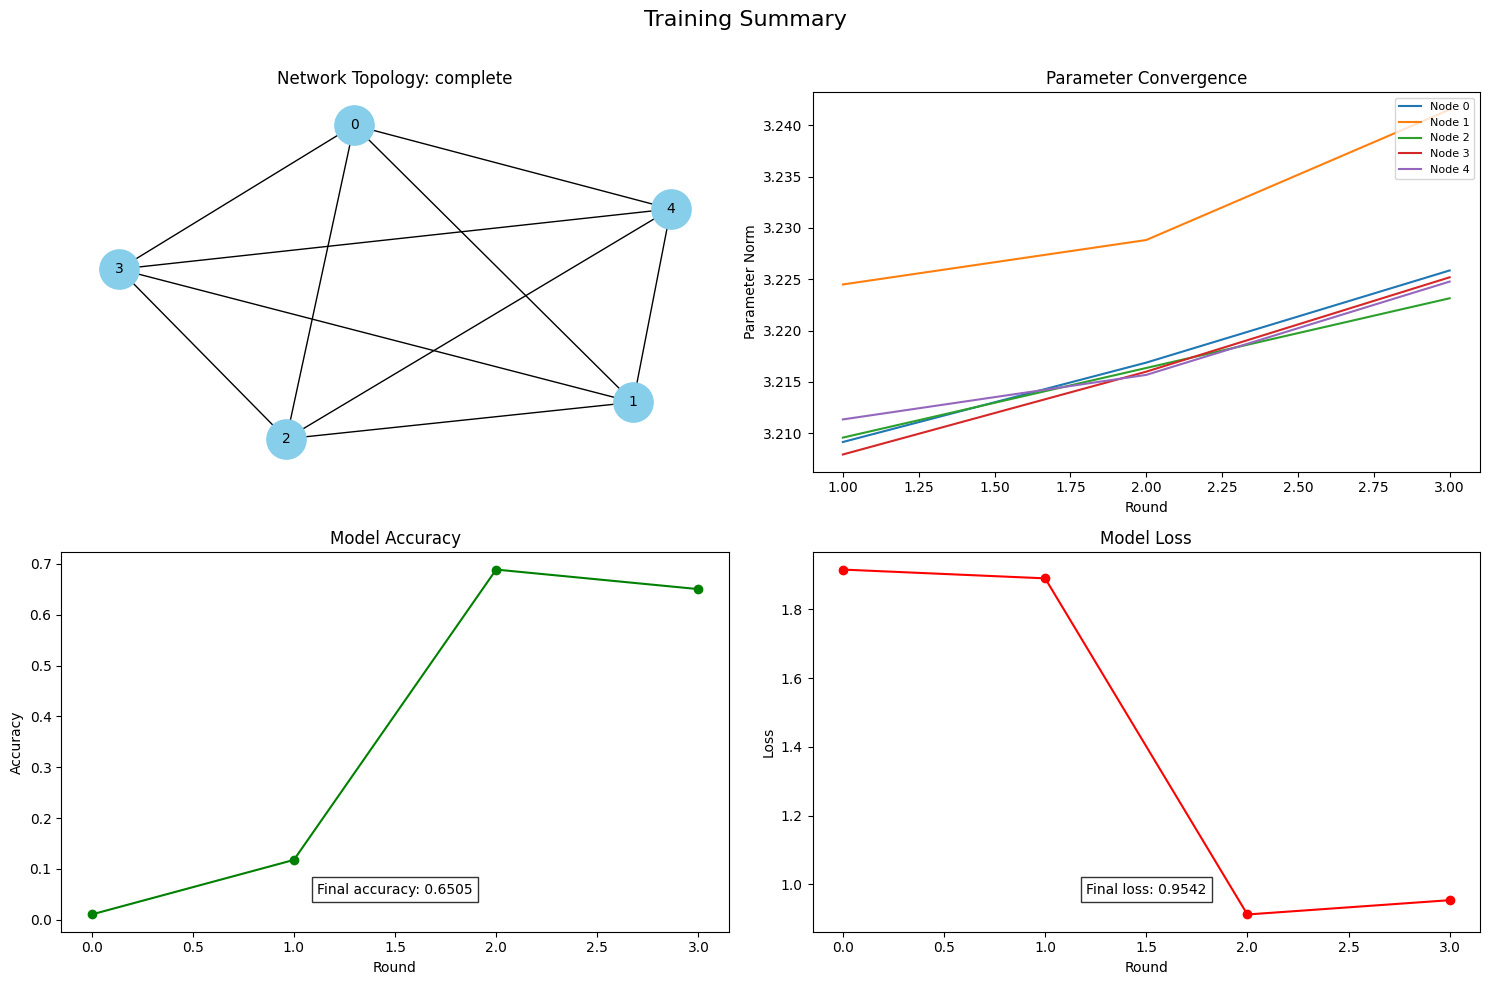 Training Summary
Network Topology: complete
0
4
3
1
2
Parameter Convergence
Parameter Norm
3.240
3.235
3.230
3.225
3.220
3.215
3.210
Node 0
Node 1
Node 2
Node 3
Node 4
1.00 1.25 1.50 1.75 2.00 2.25 2.50 2.75 3.00
Round
Model Accuracy
Accuracy
0.7
0.6
0.5
0.4
0.3
0.2
0.1
0.0
Final accuracy: 0.6505
0.0 0.5 1.0 1.5 2.0 2.5 3.0
Round
Model Loss
Loss
1.8
1.6
1.4
1.2
1.0
Final loss: 0.9542
0.0 0.5 1.0 1.5 2.0 2.5 3.0
Round